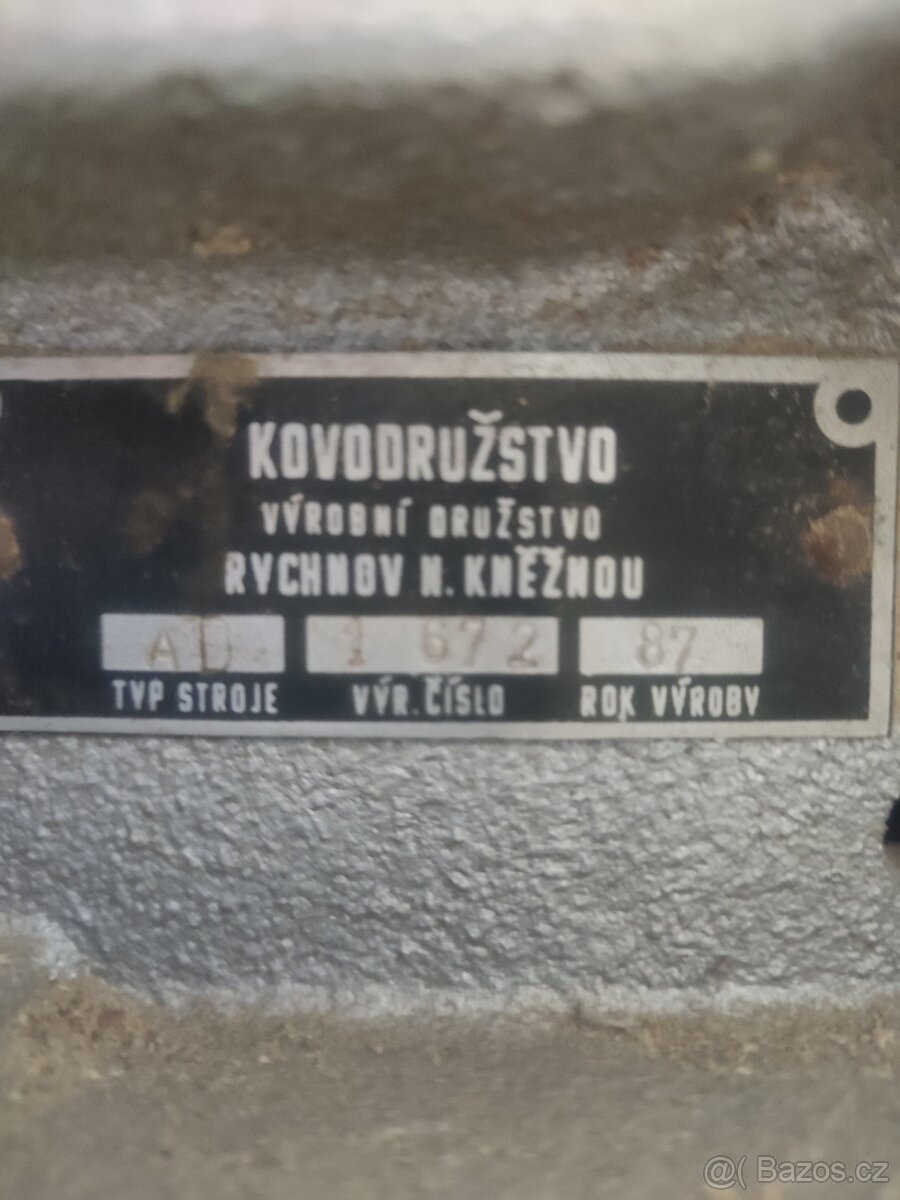 KOVODRUŽSTVO
VÝROBNÍ DRUŽSTVO
RYCHNOV N. KNĚŽNOU
AD 1 672 87
TYP STROJE VÝR. ČÍSLO ROK VÝROBY
@( Bazos.cz